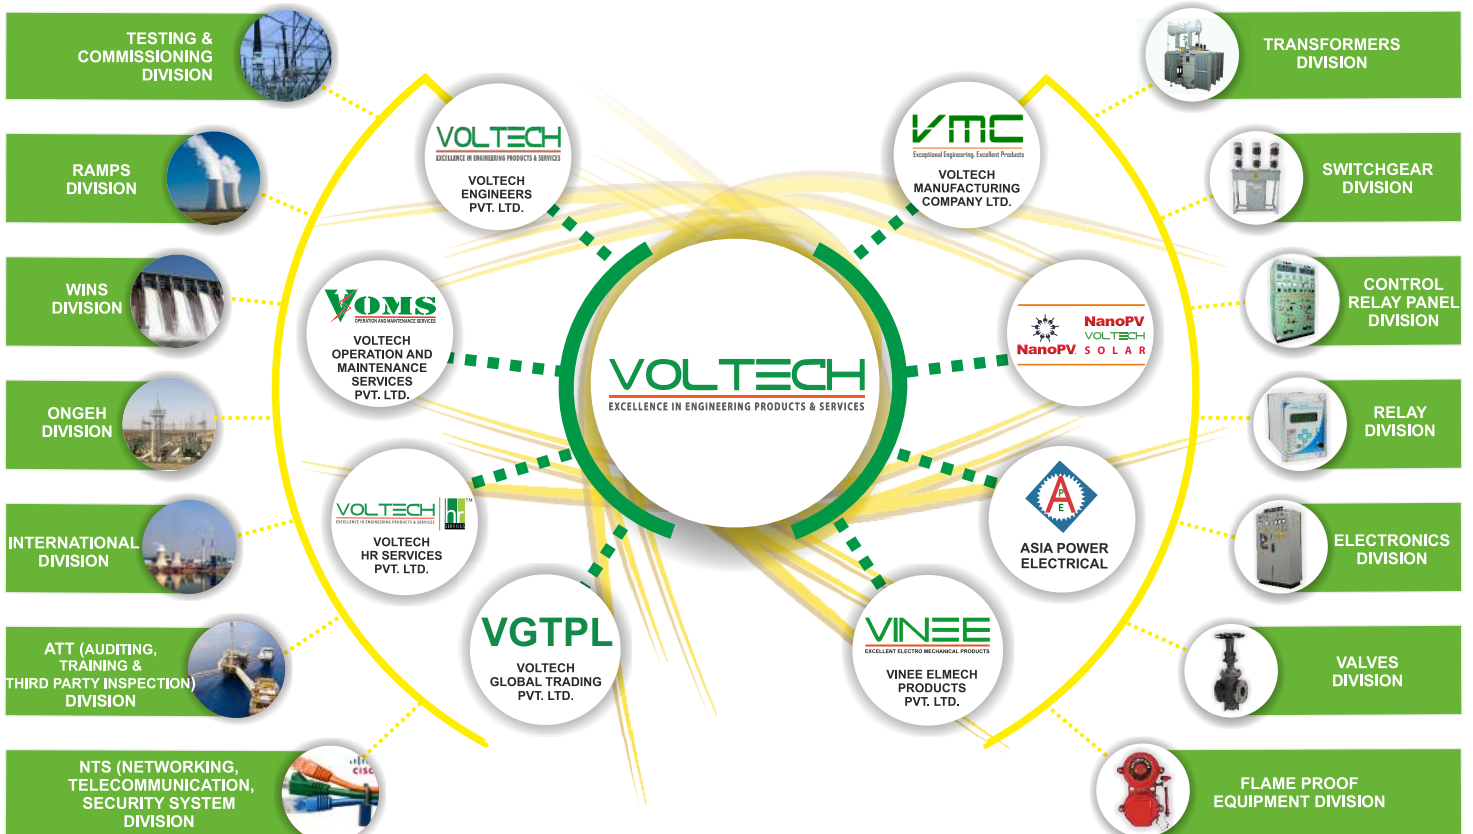 TESTING &
COMMISSIONING
DIVISION
RAMPS
DIVISION
WINS
DIVISION
ONGEH
DIVISION
INTERNATIONAL
DIVISION
ATT (AUDITING,
TRAINING &
THIRD PARTY INSPECTION)
DIVISION
NTS (NETWORKING,
TELECOMMUNICATION,
SECURITY SYSTEM
DIVISION
CISC
VOLTECH
EXCELLENCE IN ENGINEERING PRODUCTS & SERVICES
VOLTECH
ENGINEERS
PVT. LTD.
VOMS
OPERATION AND MAINTENANCE SERVICES
VOLTECH
OPERATION AND
MAINTENANCE
SERVICES
PVT. LTD.
VOLTECH
EXCELLENCE IN ENGINEERING PRODUCTS & SERVICES
hr
SERVICES
TM
VOLTECH
HR SERVICES
PVT. LTD.
VGTPL
VOLTECH
GLOBAL TRADING
PVT. LTD.
VOLTECH
EXCELLENCE IN ENGINEERING PRODUCTS & SERVICES
VMC
Exceptional Engineering, Excellent Products
VOLTECH
MANUFACTURING
COMPANY LTD.
NanoPV
NanoPV
VOLTECH
SOLAR
A
P
E
ASIA POWER
ELECTRICAL
VINEE
EXCELLENT ELECTRO MECHANICAL PRODUCTS
VINEE ELMECH
PRODUCTS
PVT. LTD.
TRANSFORMERS
DIVISION
SWITCHGEAR
DIVISION
CONTROL
RELAY PANEL
DIVISION
RELAY
DIVISION
ELECTRONICS
DIVISION
VALVES
DIVISION
FLAME PROOF
EQUIPMENT DIVISION